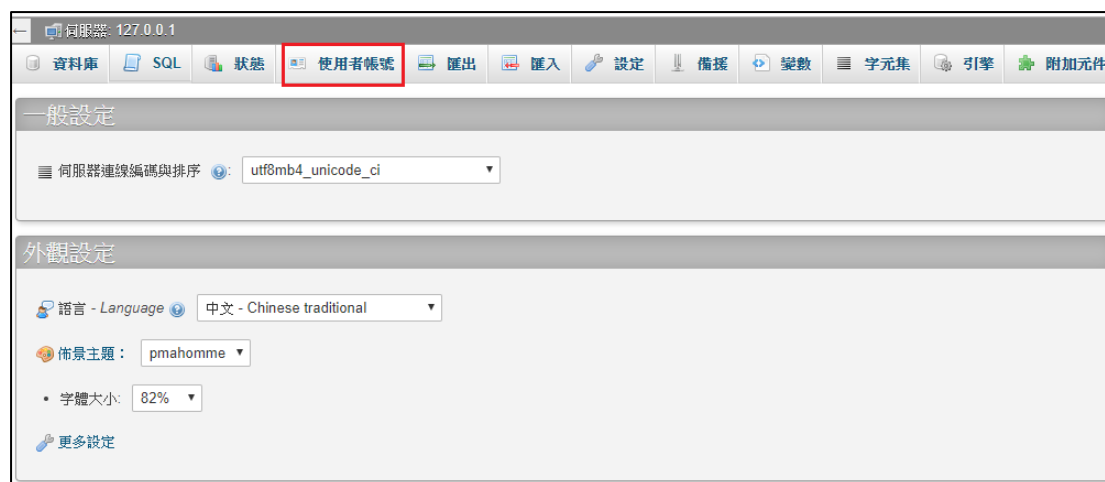 伺服器: 127.0.0.1
資料庫 SQL 狀態 使用者帳號 匯出 匯入 設定 備援 變數 字元集 引擎 附加元件
一般設定
伺服器連線編碼與排序 : utf8mb4_unicode_ci
外觀設定
語言 - Language 中文 - Chinese traditional
佈景主題： pmahomme
• 字體大小: 82%
更多設定